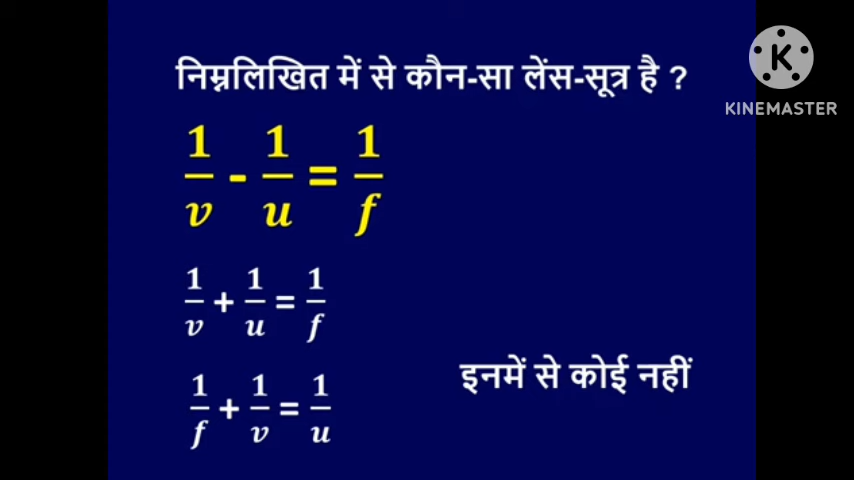 निम्नलिखित में से कौन-सा लेंस-सूत्र है ?
K
KINEMASTER
1/v - 1/u = 1/f
1/v + 1/u = 1/f
इनमें से कोई नहीं
1/f + 1/v = 1/u